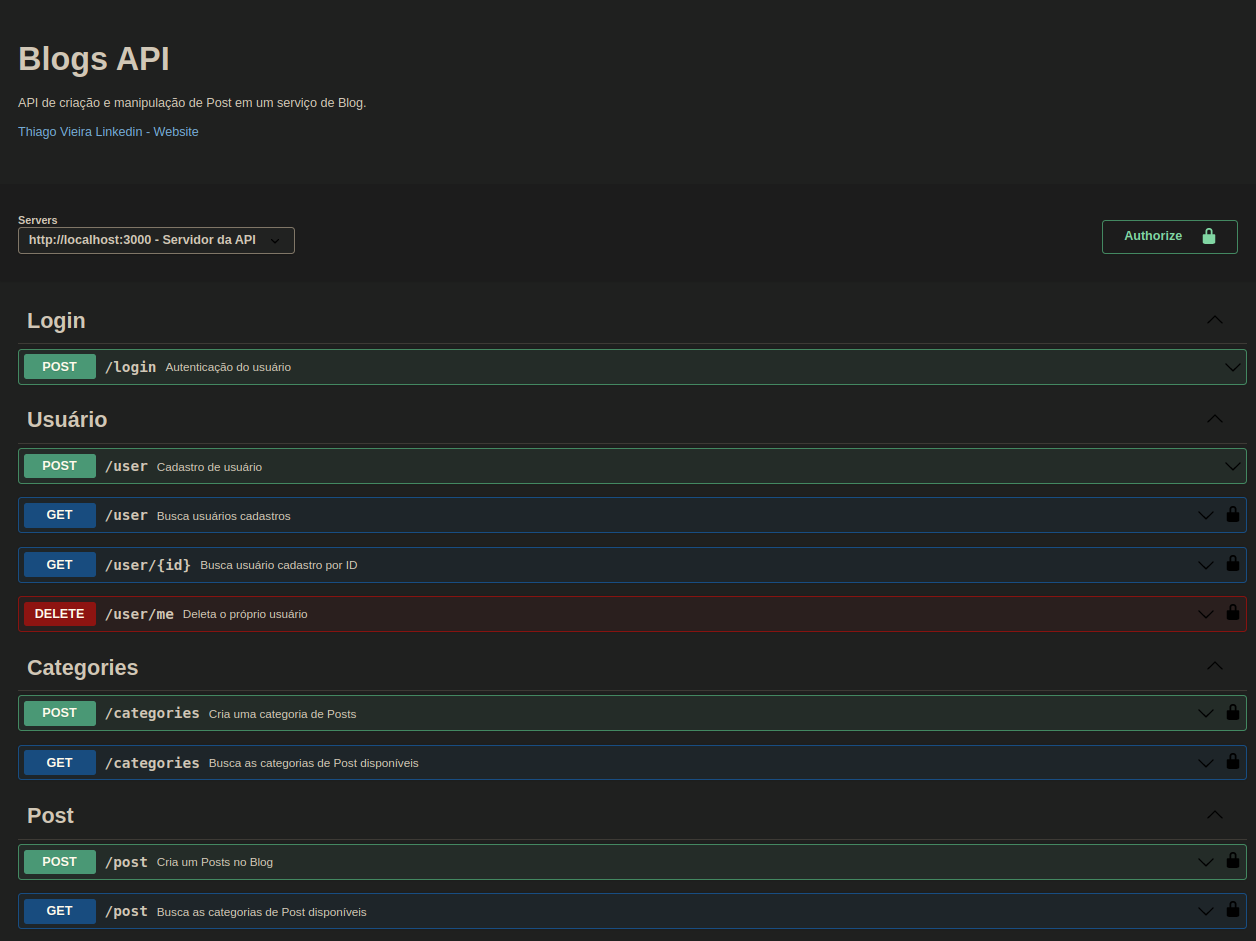 Blogs API
API de criação e manipulação de Post em um serviço de Blog.
Thiago Vieira Linkedin - Website
Servers
http://localhost:3000 - Servidor da API
Authorize
Login
POST /login Autenticação do usuário
Usuário
POST /user Cadastro de usuário
GET /user Busca usuários cadastros
GET /user/{id} Busca usuário cadastro por ID
DELETE /user/me Deleta o próprio usuário
Categories
POST /categories Cria uma categoria de Posts
GET /categories Busca as categorias de Post disponíveis
Post
POST /post Cria um Posts no Blog
GET /post Busca as categorias de Post disponíveis